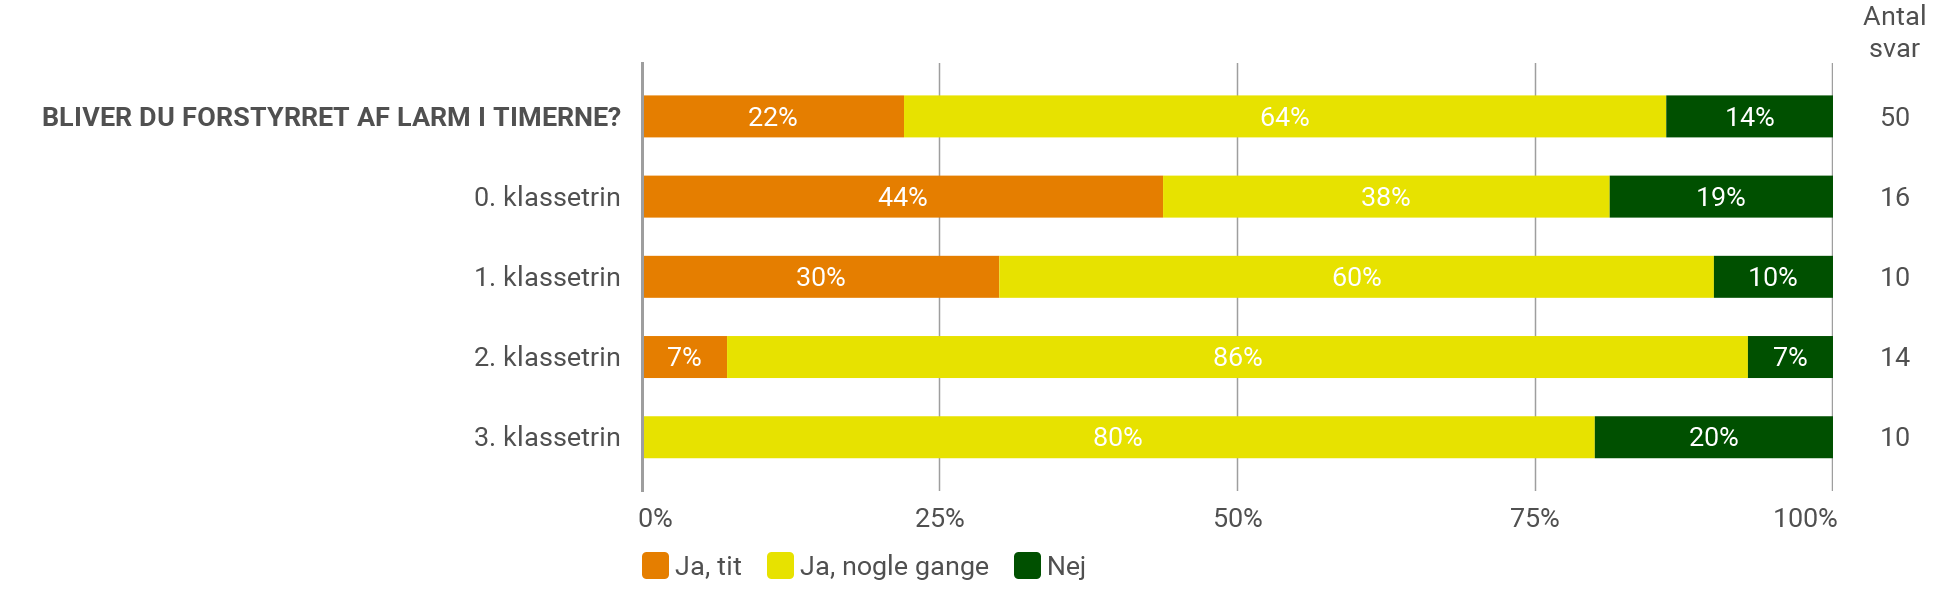 Antal
svar
BLIVER DU FORSTYRRET AF LARM I TIMERNE? 22% 64% 14% 50
0. klassetrin 44% 38% 19% 16
1. klassetrin 30% 60% 10% 10
2. klassetrin 7% 86% 7% 14
3. klassetrin 80% 20% 10
0% 25% 50% 75% 100%
Ja, tit Ja, nogle gange Nej